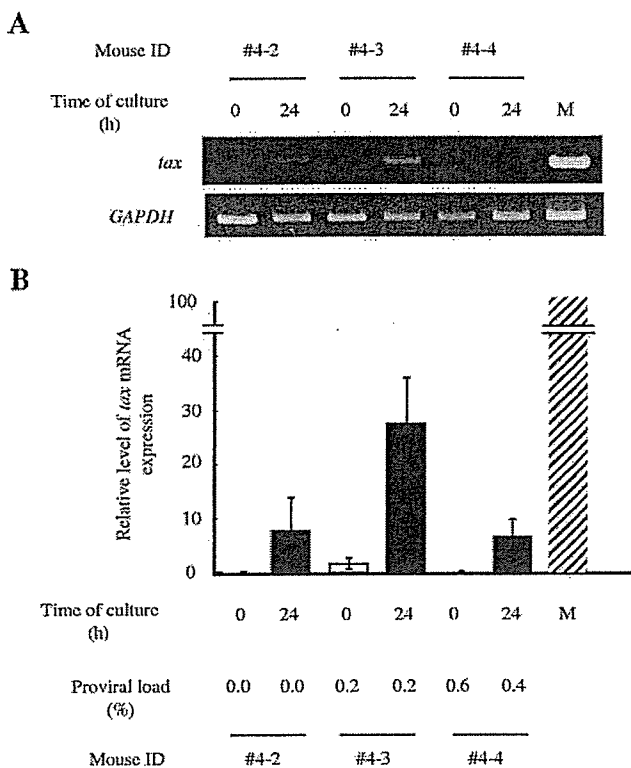 A
Mouse ID #4-2 #4-3 #4-4
Time of culture 0 24 0 24 0 24 M
(h)
tax
GAPDH
B
Relative level of tax mRNA
expression
100
40
30
20
10
0
Time of culture 0 24 0 24 0 24 M
(h)
Proviral load 0.0 0.0 0.2 0.2 0.6 0.4
(%)
Mouse ID #4-2 #4-3 #4-4